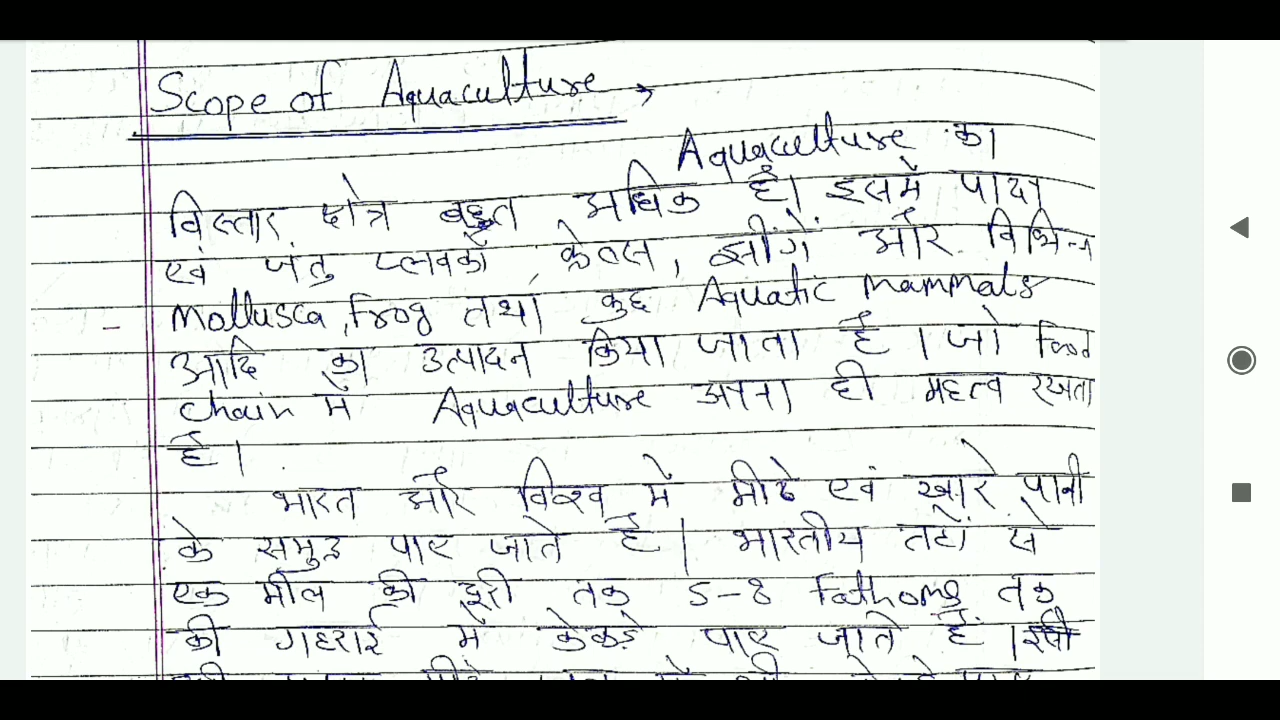 Scope of Aquaculture →
Aquaculture का
विस्तार क्षेत्र बहुत अधिक है। इसमें पादप
एवं जंतु प्लवकों, केकड़ा, झींगे और विभिन्न
Mollusca, Frog तथा कुछ Aquatic mammals
आदि का उत्पादन किया जाता है । जो Food
chain में Aquaculture अपना ही महत्व रखता
है ।
भारत और विश्व में मीठे एवं खारे पानी
के समुद्र पाए जाते है | भारतीय तटों से
एक मील की दूरी तक 5-8 Fathoms तक
की गहराई में केकड़े पाए जाते है ।